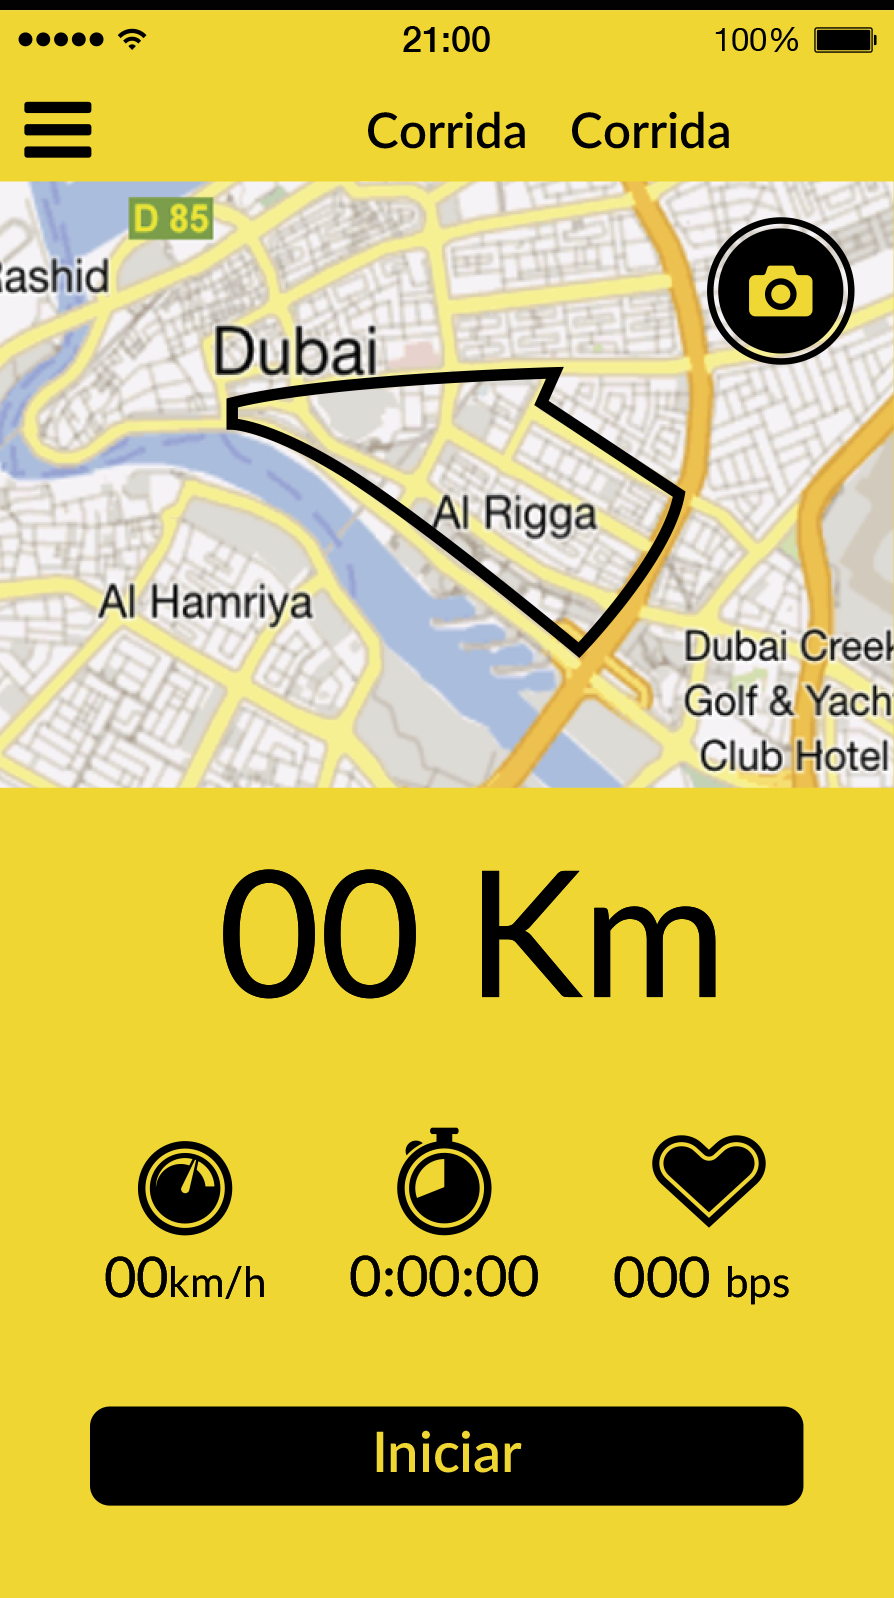 21:00 100%
Corrida Corrida
D 85
Rashid
Dubai
Al Rigga
Al Hamriya
Dubai Creek
Golf & Yach
Club Hotel
00 Km
00km/h 0:00:00 000 bps
Iniciar